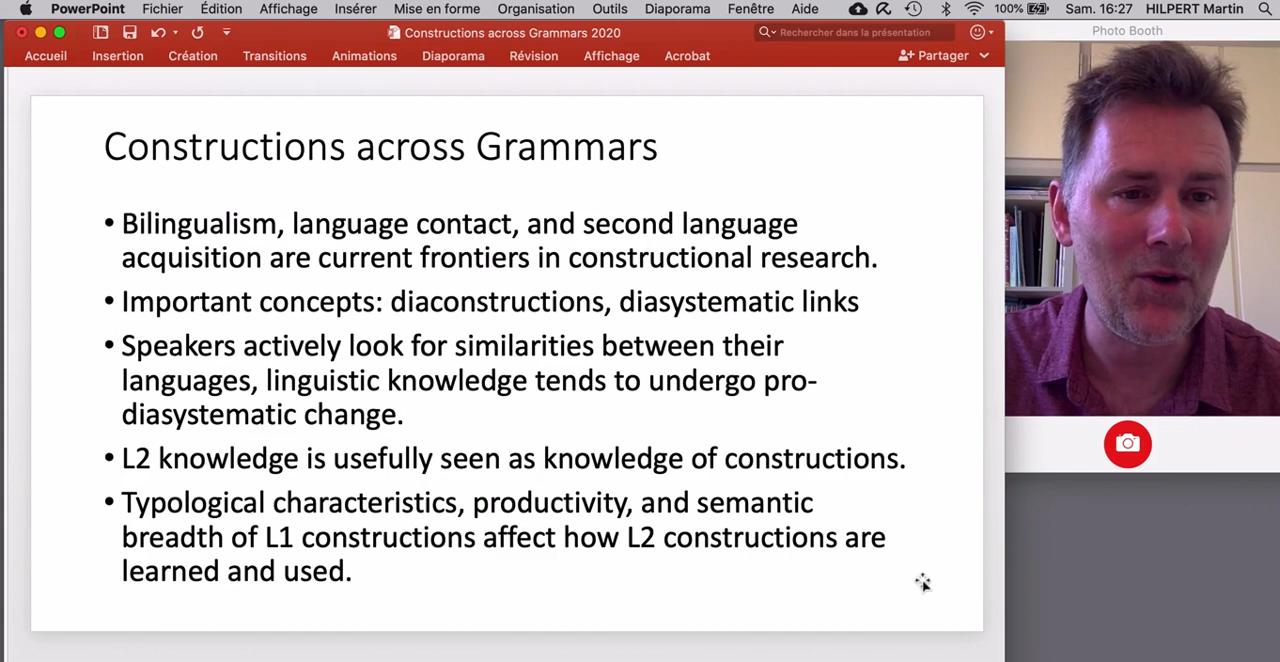 PowerPoint Fichier Édition Affichage Insérer Mise en forme Organisation Outils Diaporama Fenêtre Aide 100% Sam. 16:27 HILPERT Martin
Constructions across Grammars 2020
Rechercher dans la présentation
Photo Booth
Accueil Insertion Création Transitions Animations Diaporama Révision Affichage Acrobat Partager
Constructions across Grammars
• Bilingualism, language contact, and second language
acquisition are current frontiers in constructional research.
• Important concepts: diaconstructions, diasystematic links
• Speakers actively look for similarities between their
languages, linguistic knowledge tends to undergo pro-
diasystematic change.
• L2 knowledge is usefully seen as knowledge of constructions.
• Typological characteristics, productivity, and semantic
breadth of L1 constructions affect how L2 constructions are
learned and used.